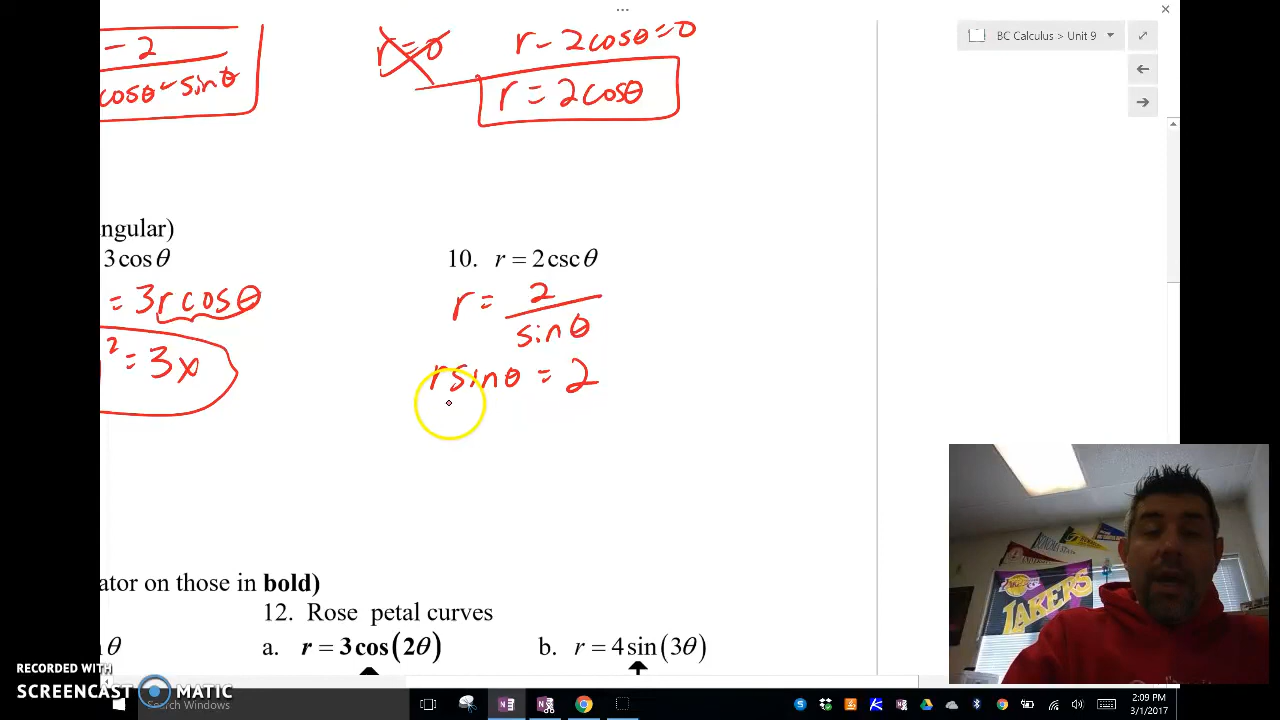 BC Calculus > Unit 9
- 2
cosθ - sinθ
r = 0
r - 2cosθ = 0
r = 2cosθ
ngular)
3cosθ
= 3rcosθ
² = 3x
10. r = 2cscθ
r = 2/sinθ
rsinθ = 2
ator on those in bold)
12. Rose petal curves
θ
a. r = 3cos(2θ)
b. r = 4sin(3θ)
LAKERS
RECORDED WITH
SCREENCAST MATIC
Search Windows
2:09 PM
3/1/2017